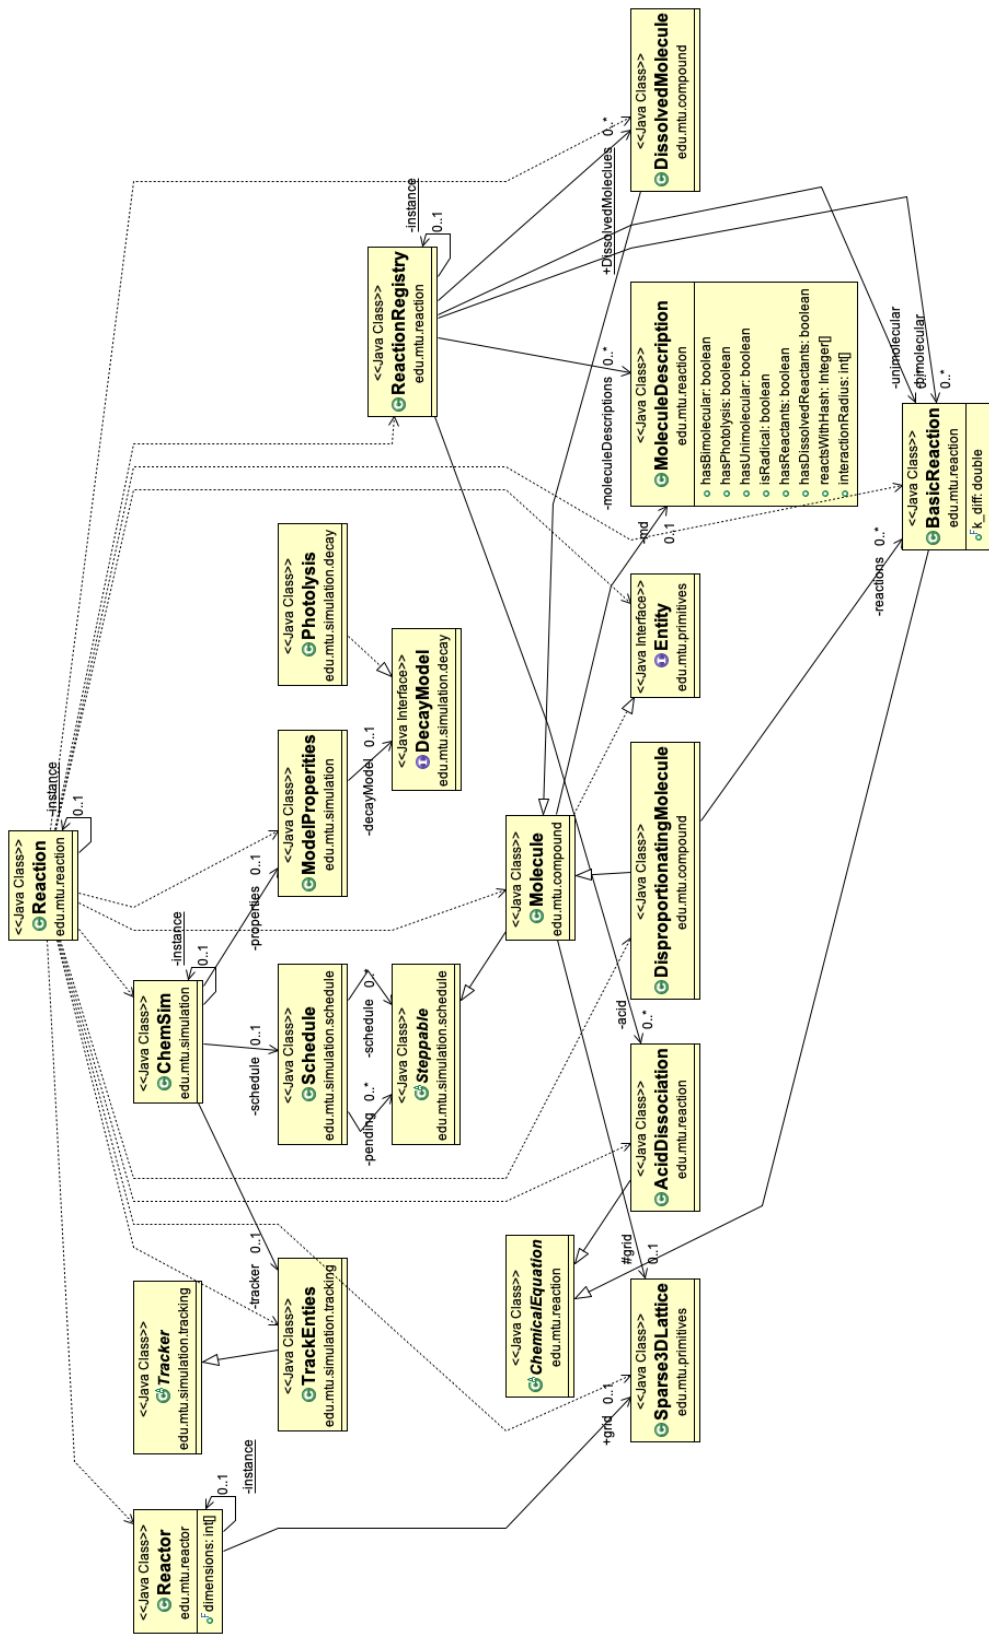 <<Java Class>>
Reaction
edu.mtu.reaction
-instance
0..1
<<Java Class>>
Reactor
edu.mtu.reactor
dimensions: int[]
0..1
-instance
<<Java Class>>
Tracker
edu.mtu.simulation.tracking
<<Java Class>>
ChemSim
edu.mtu.simulation
-instance
0..1
<<Java Class>>
TrackEnties
edu.mtu.simulation.tracking
-tracker 0..1
<<Java Class>>
Schedule
edu.mtu.simulation.schedule
-schedule 0..1
<<Java Class>>
ModelProperities
edu.mtu.simulation
-properties 0..1
<<Java Class>>
Photolysis
edu.mtu.simulation.decay
<<Java Class>>
ReactionRegistry
edu.mtu.reaction
-instance
0..1
<<Java Class>>
Steppable
edu.mtu.simulation.schedule
-pending 0..*
-schedule 0..*
<<Java Interface>>
DecayModel
edu.mtu.simulation.decay
-decayModel 0..1
<<Java Class>>
ChemicalEquation
edu.mtu.reaction
<<Java Class>>
Molecule
edu.mtu.compound
<<Java Class>>
Sparse3DLattice
edu.mtu.primitives
+grid 0..1
#grid
0..1
<<Java Class>>
AcidDissociation
edu.mtu.reaction
-acid
0..*
<<Java Class>>
DisproportionatingMolecule
edu.mtu.compound
<<Java Interface>>
Entity
edu.mtu.primitives
<<Java Class>>
MoleculeDescription
edu.mtu.reaction
hasBimolecular: boolean
hasPhotolysis: boolean
hasUnimolecular: boolean
isRadical: boolean
hasReactants: boolean
hasDissolvedReactants: boolean
reactsWithHash: Integer[]
interactionRadius: int[]
-md
0..1
-moleculeDescriptions 0..*
<<Java Class>>
DissolvedMolecule
edu.mtu.compound
+DissolvedMoleclues 0..*
<<Java Class>>
BasicReaction
edu.mtu.reaction
k_diff: double
-reactions 0..*
-unimolecular
-bimolecular
0..*